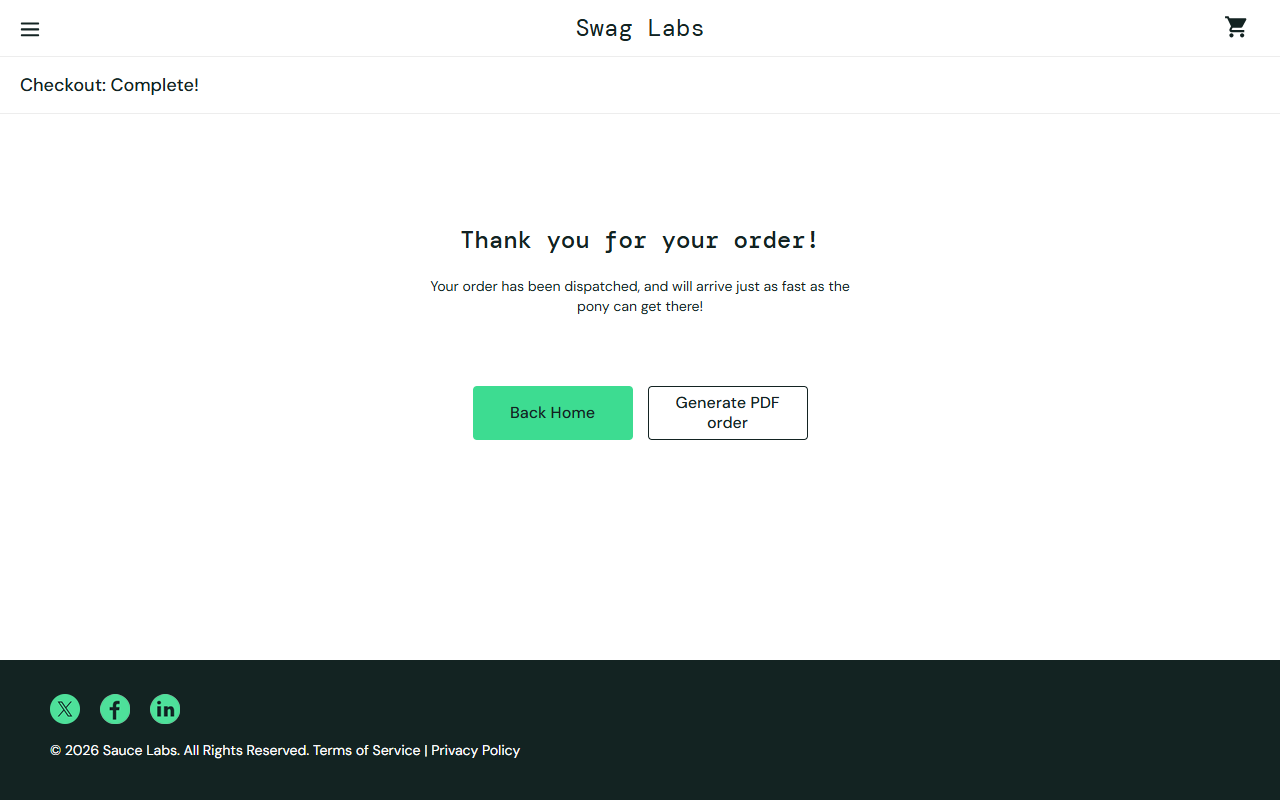 Swag Labs
Checkout: Complete!
Thank you for your order!
Your order has been dispatched, and will arrive just as fast as the
pony can get there!
Back Home
Generate PDF
order
© 2026 Sauce Labs. All Rights Reserved. Terms of Service | Privacy Policy